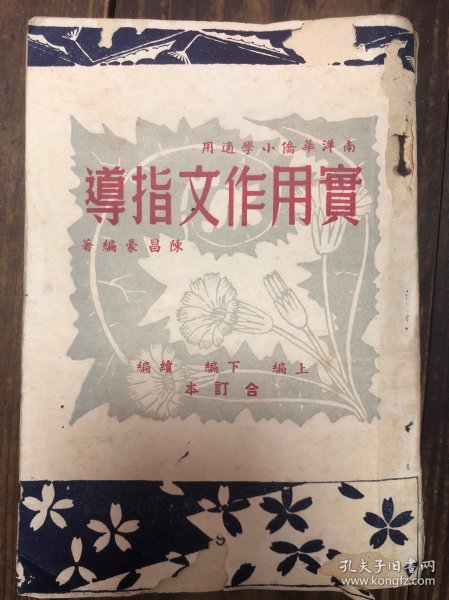 南洋華僑小學適用
實用作文指導
陳昌豪編著
上編 下編 續編
合訂本
孔夫子旧书网
www.kongfz.com